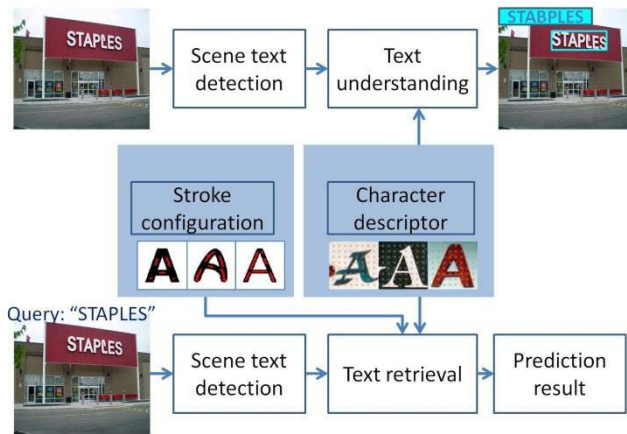 STABPLES
STAPLES
STAPLES
Scene text
detection
Text
understanding
Stroke
configuration
Character
descriptor
A A A
A A A
Query: "STAPLES"
STAPLES
Scene text
detection
Text retrieval
Prediction
result